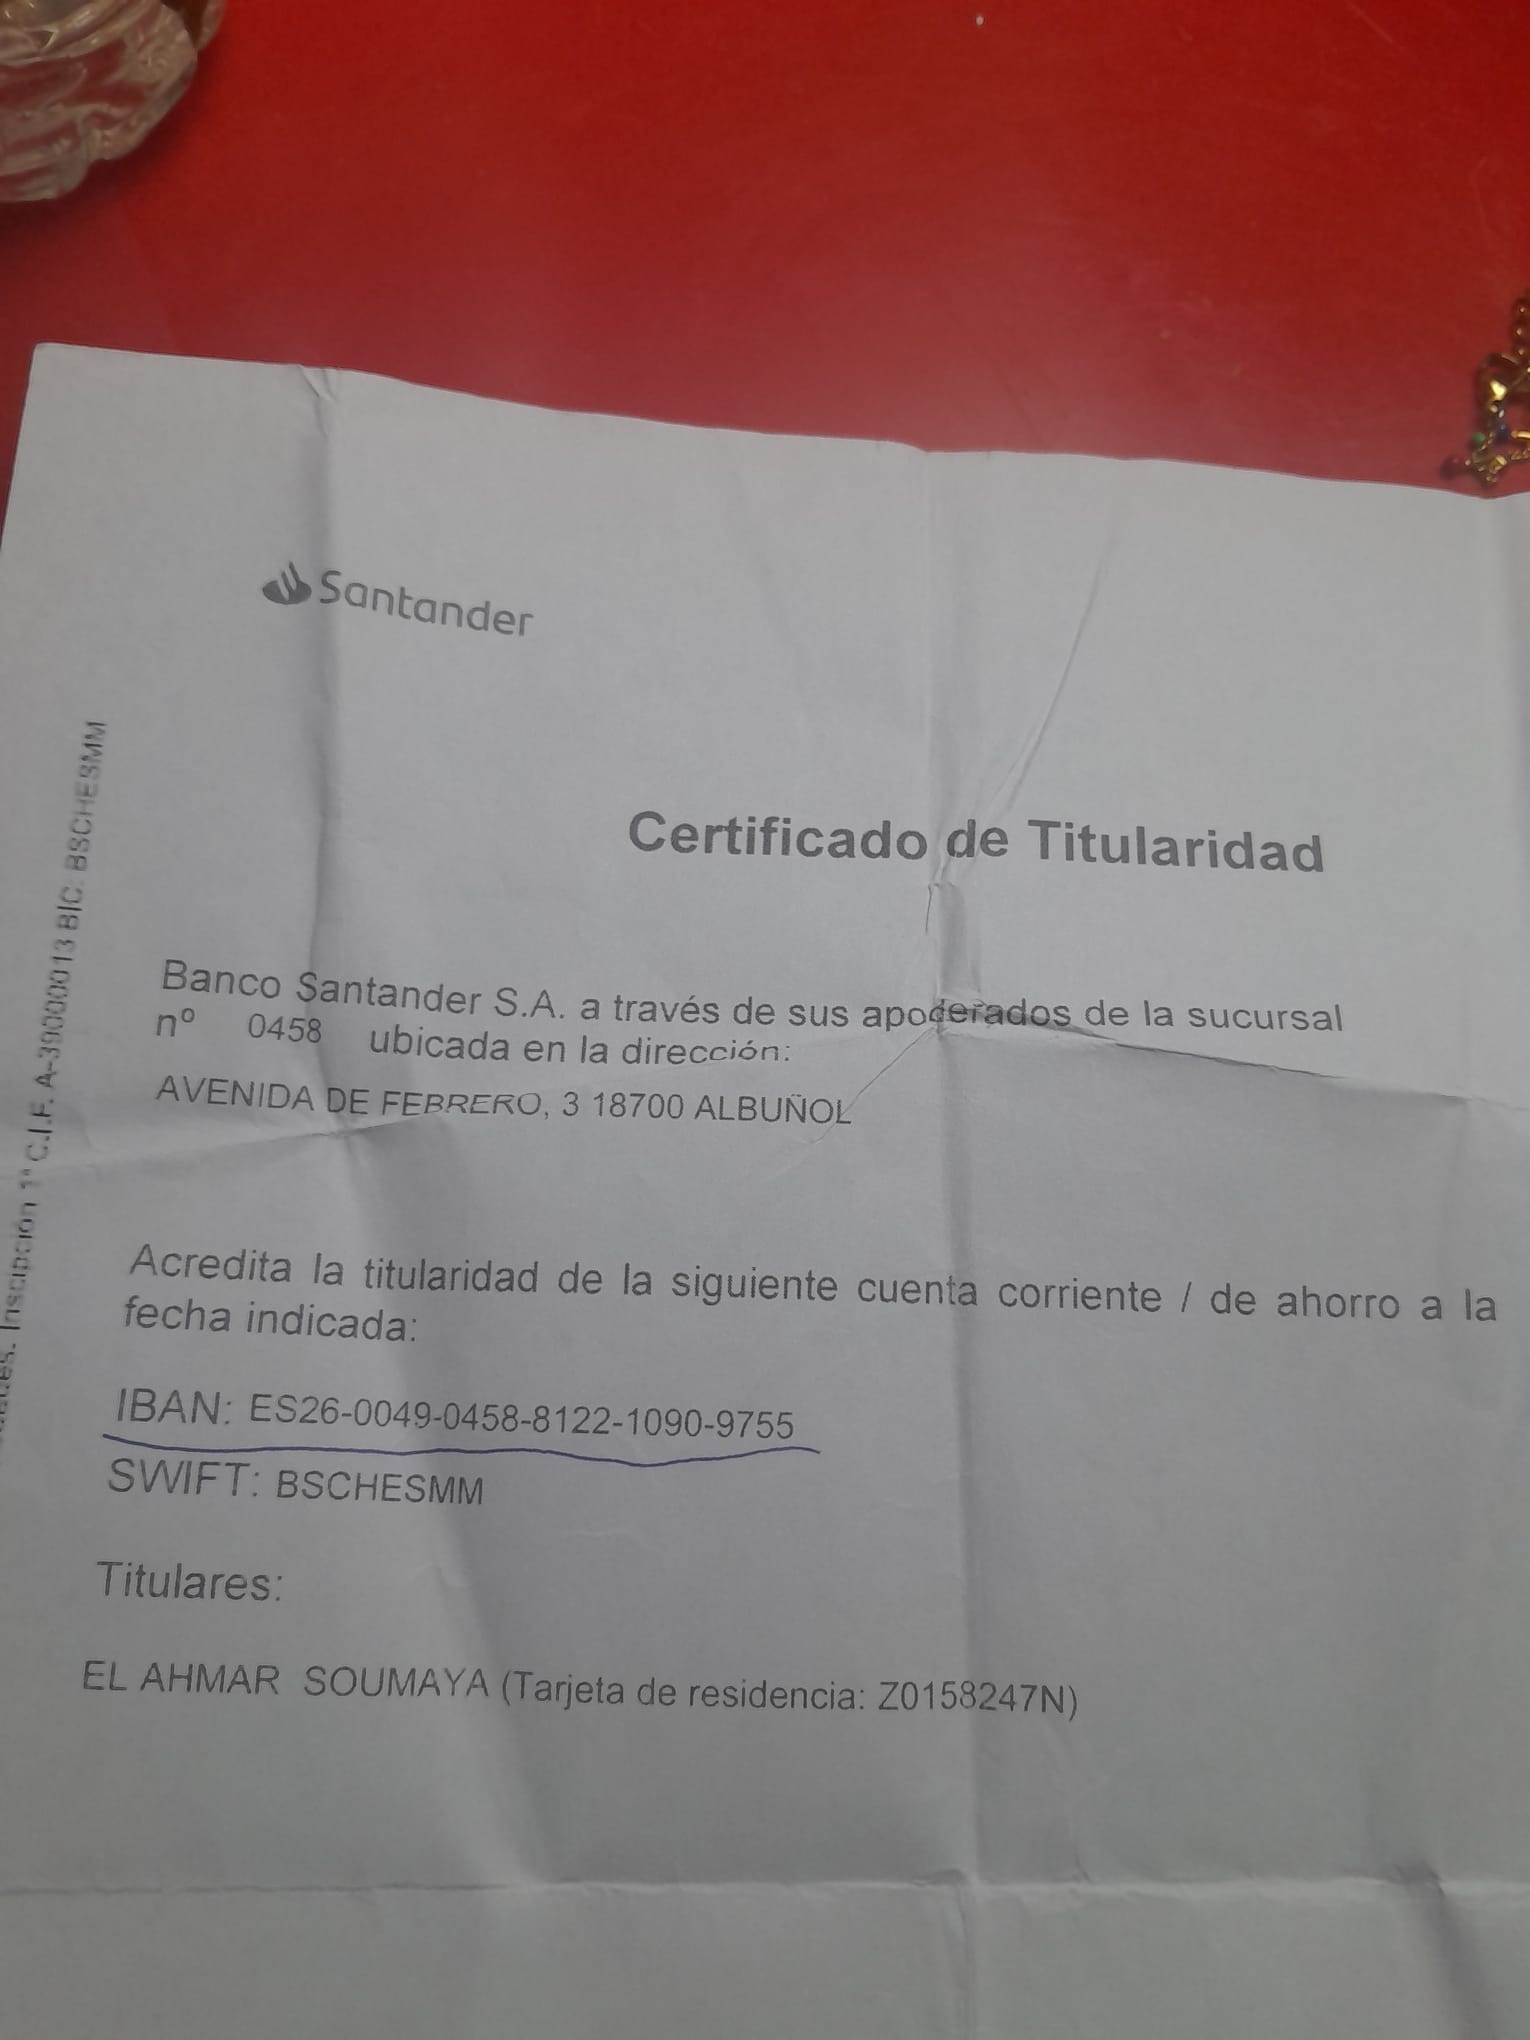 Santander
Certificado de Titularidad
Banco Santander S.A. a través de sus apoderados de la sucursal
nº 0458 ubicada en la dirección:
AVENIDA DE FEBRERO, 3 18700 ALBUÑOL
Acredita la titularidad de la siguiente cuenta corriente / de ahorro a la
fecha indicada:
IBAN: ES26-0049-0458-8122-1090-9755
SWIFT: BSCHESMM
Titulares:
EL AHMAR SOUMAYA (Tarjeta de residencia: Z0158247N)
Inscripción 1ª C.I.F. A-39000013 BIC: BSCHESMM